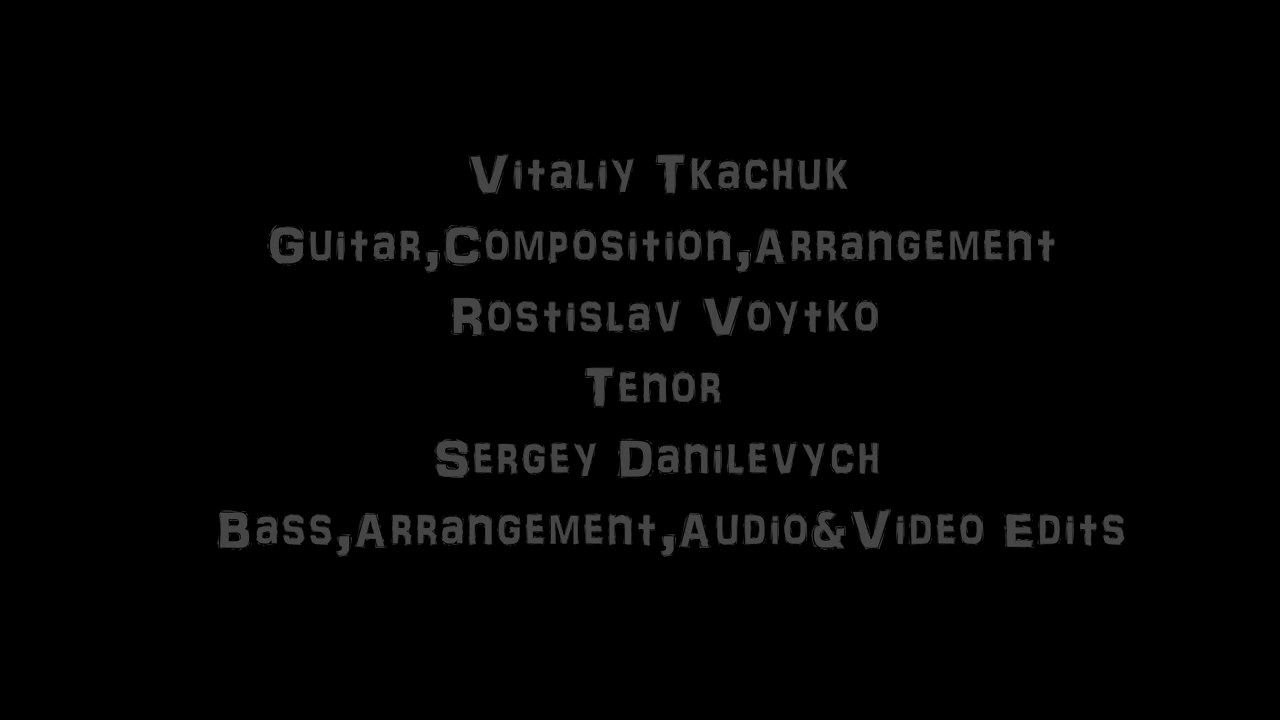 Vitaliy Tkachuk
Guitar,Composition,Arrangement
Rostislav Voytko
Tenor
Sergey Danilevych
Bass,Arrangement,Audio&Video Edits